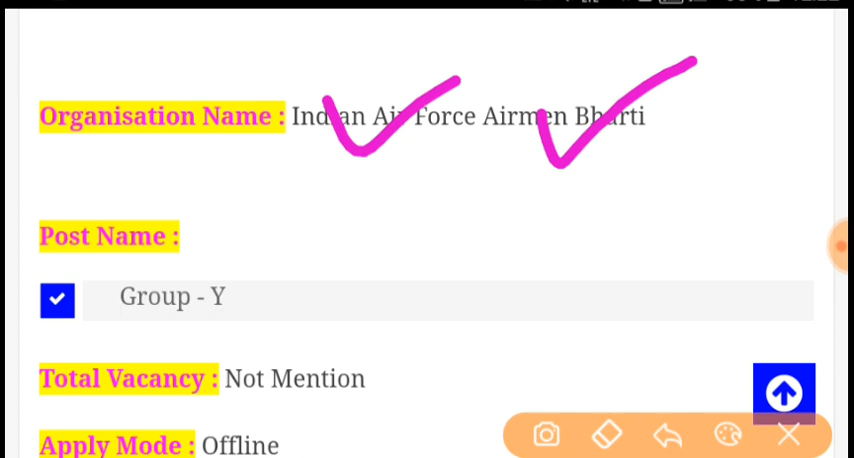 Organisation Name : Indian Air Force Airmen Bharti
Post Name :
Group - Y
Total Vacancy : Not Mention
Apply Mode : Offline